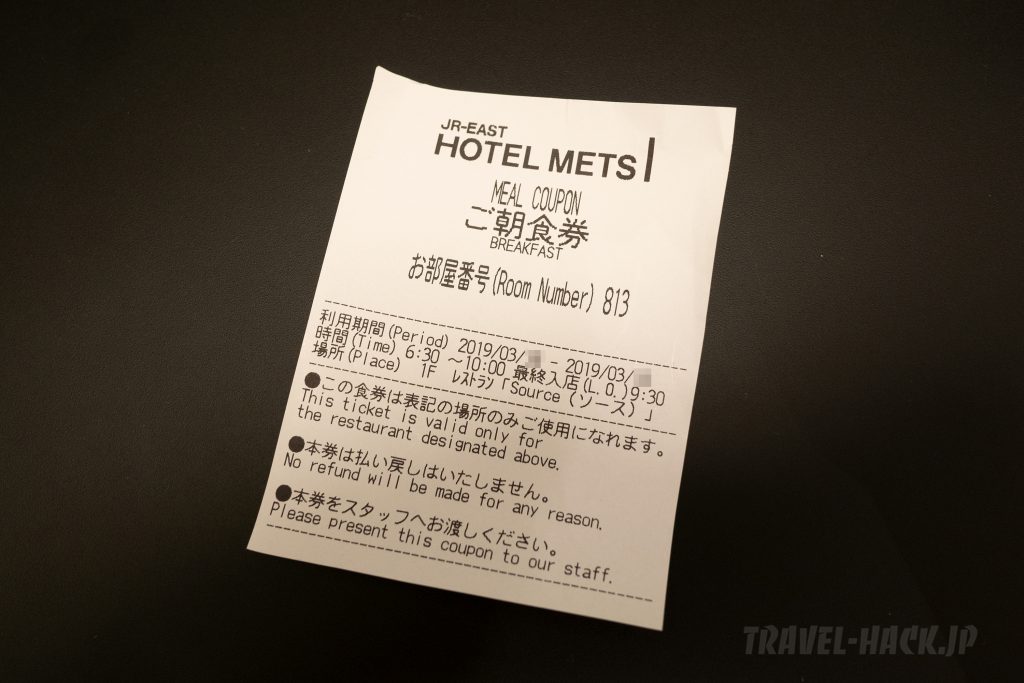 JR-EAST
HOTEL METS
MEAL COUPON
ご朝食券
BREAKFAST
お部屋番号(Room Number) 813
利用期間(Period) 2019/03/ - 2019/03/
時間(Time) 6:30 ～10:00 最終入店(L.O.)9:30
場所(Place) 1F ﾚｽﾄﾗﾝ「Source (ソース)」
●この食券は表記の場所のみご使用になれます。
This ticket is valid only for
the restaurant designated above.
●本券は払い戻しはいたしません。
No refund will be made for any reason.
●本券をスタッフへお渡しください。
Please present this coupon to our staff.
TRAVEL-HACK.JP